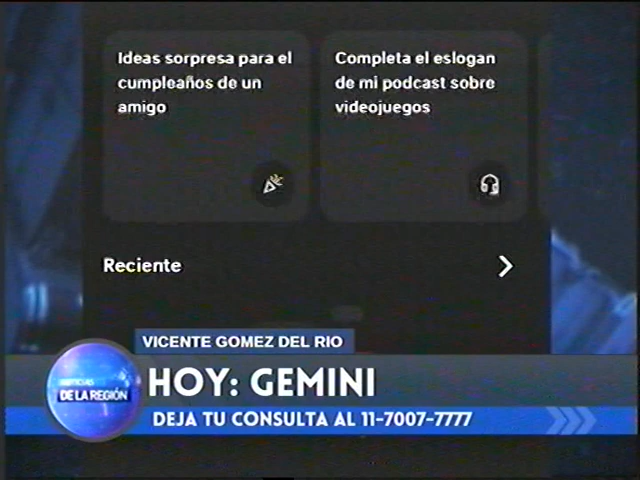 Ideas sorpresa para el
cumpleaños de un
amigo
Completa el eslogan
de mi podcast sobre
videojuegos
Reciente
VICENTE GOMEZ DEL RIO
HOY: GEMINI
NOTICIAS
DE LA REGIÓN
DEJA TU CONSULTA AL 11-7007-7777